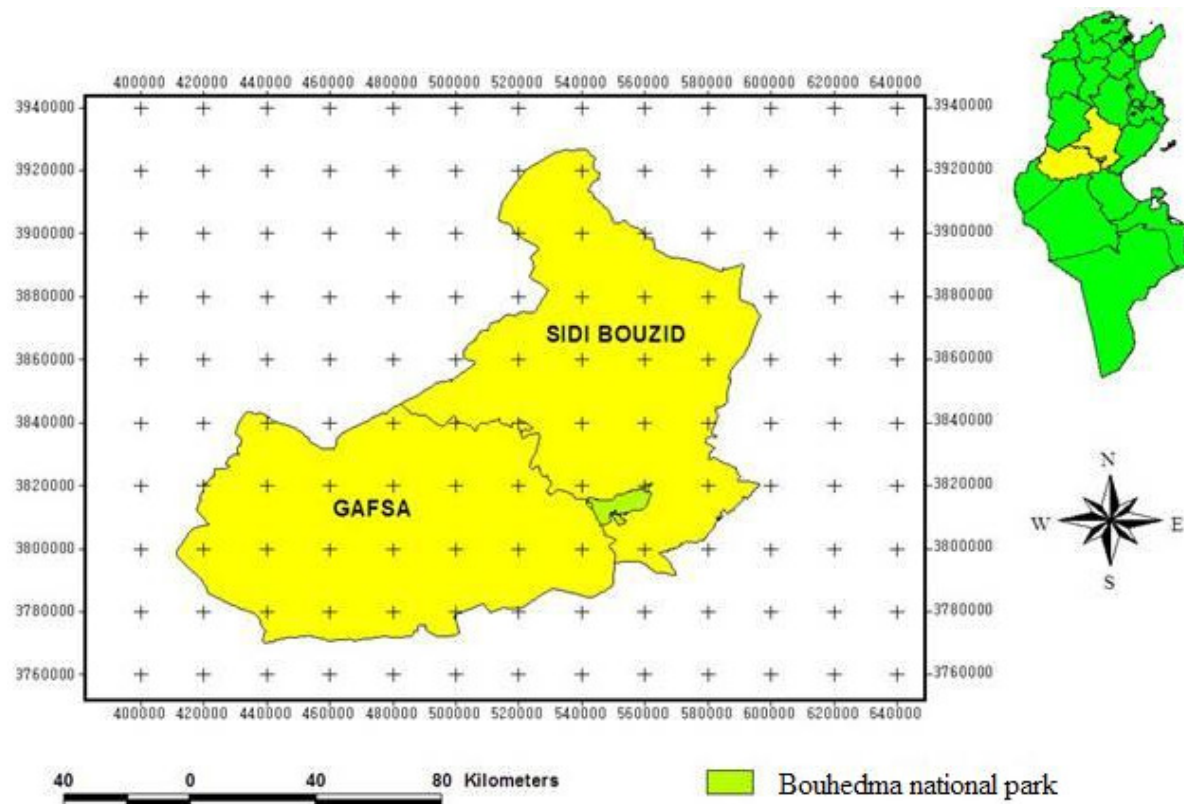 400000 420000 440000 460000 480000 500000 520000 540000 560000 580000 600000 620000 640000
3940000 3940000
3920000 3920000
3900000 3900000
3880000 3880000
SIDI BOUZID
3860000 3860000
3840000 3840000
3820000 3820000
GAFSA
3800000 3800000
3780000 3780000
3760000 3760000
400000 420000 440000 460000 480000 500000 520000 540000 560000 580000 600000 620000 640000
N
W E
S
40 0 40 80 Kilometers
Bouhedma national park